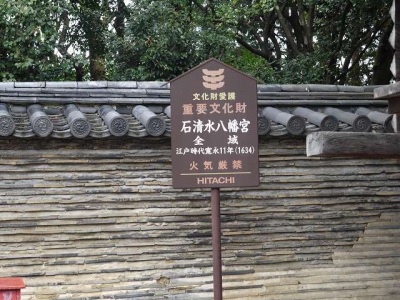 文化財愛護
重要文化財
石清水八幡宮
全域
江戸時代寛永11年(1634)
火気厳禁
HITACHI